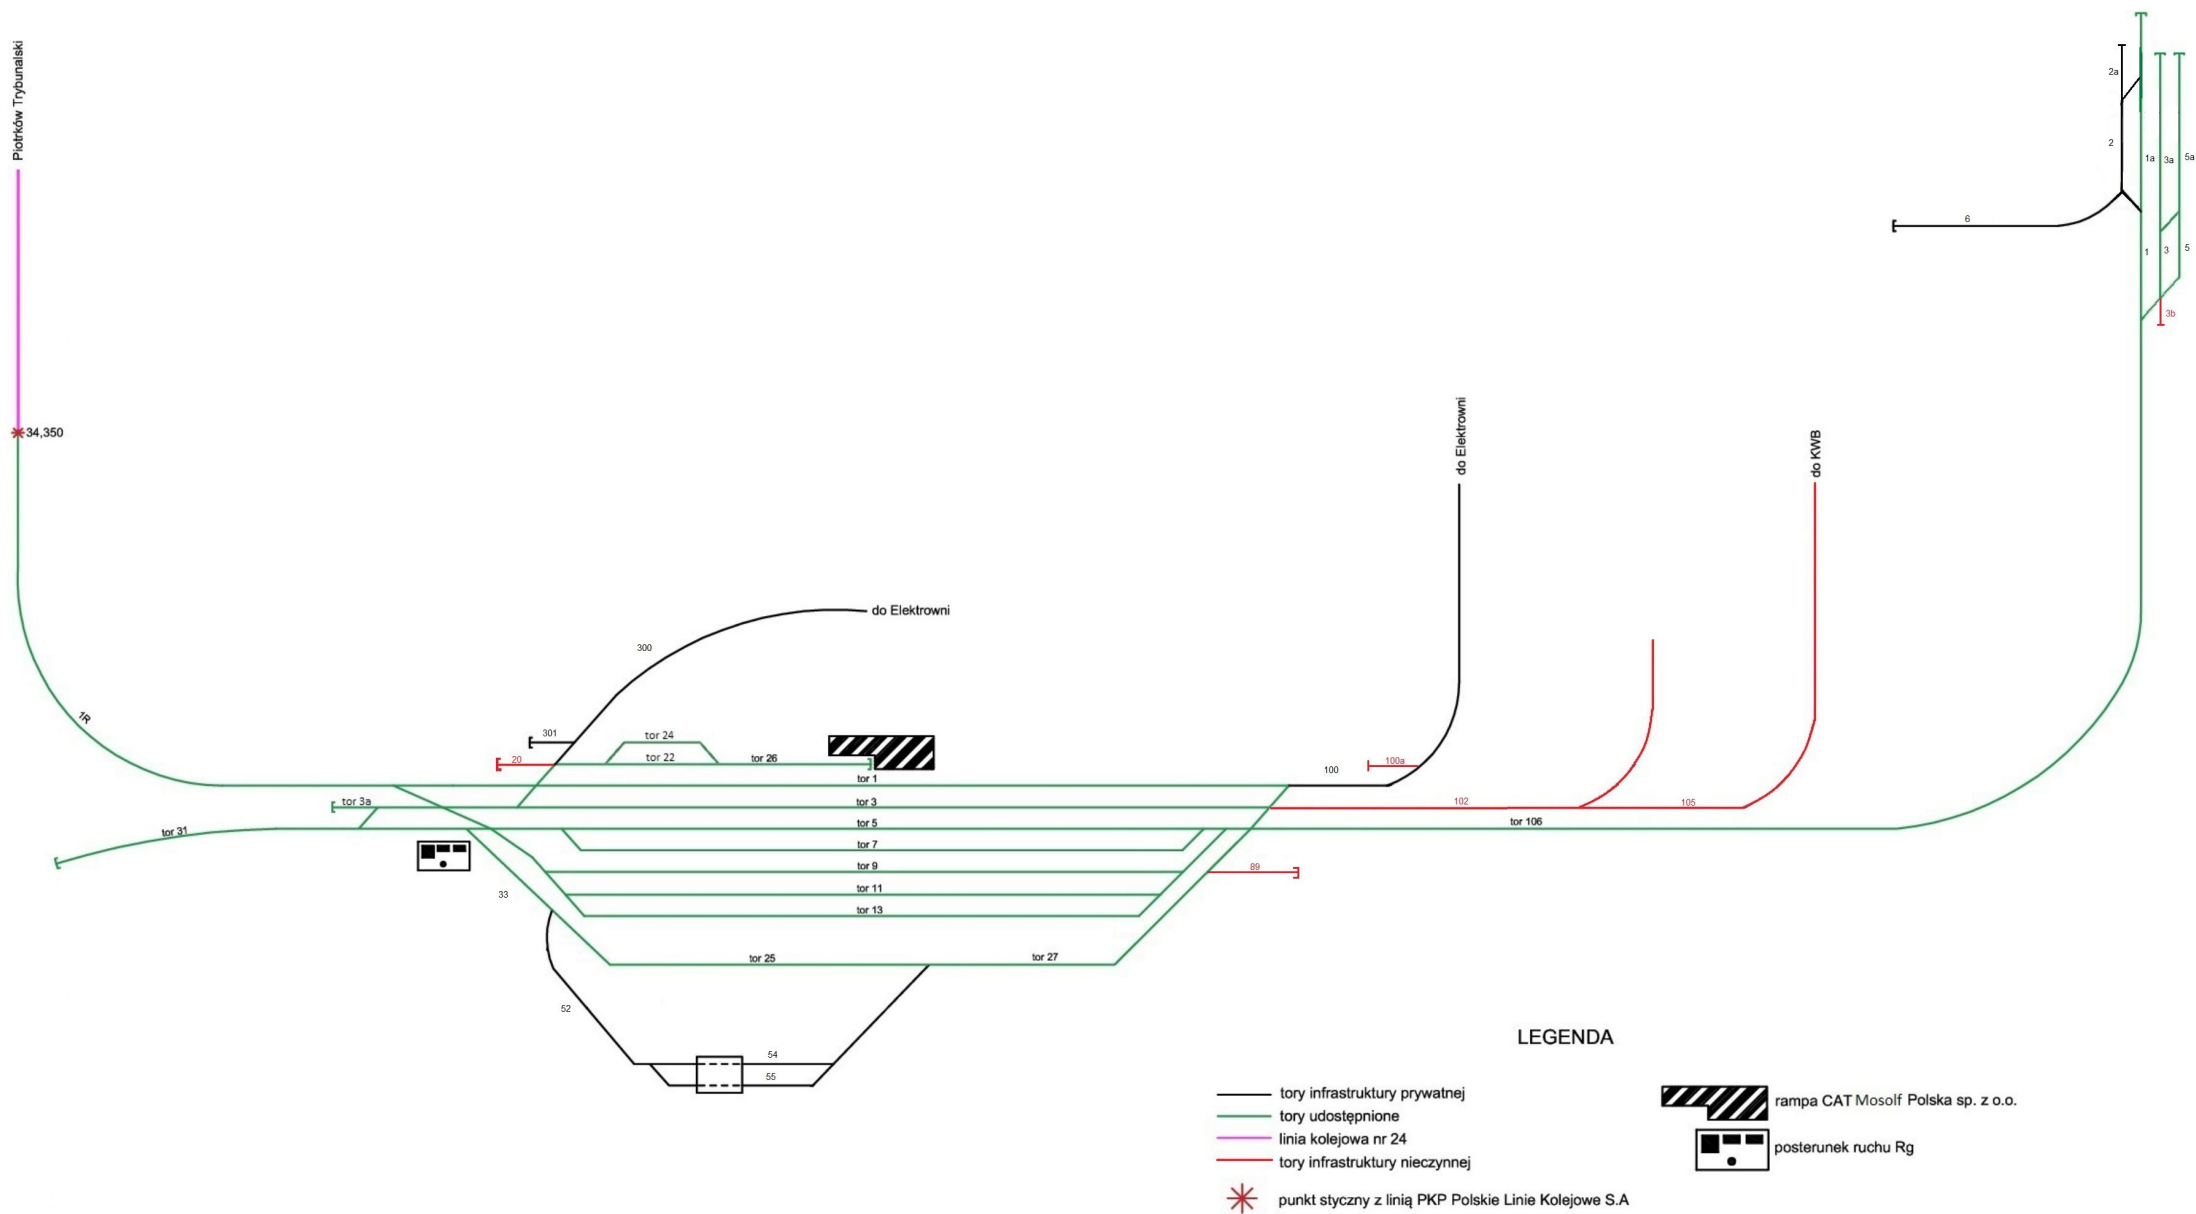 Piotrków Trybunalski
34,350
1R
2a
2
6
1a
3a
5a
1
3
5
3b
do Elektrowni
do KWB
do Elektrowni
300
301
20
tor 24
tor 22
tor 26
tor 1
100
100a
tor 3a
tor 3
102
105
tor 31
tor 5
tor 106
tor 7
tor 9
89
tor 11
33
tor 13
tor 25
tor 27
52
54
55
LEGENDA
tory infrastruktury prywatnej
tory udostępnione
linia kolejowa nr 24
tory infrastruktury nieczynnej
punkt styczny z linią PKP Polskie Linie Kolejowe S.A
rampa CAT Mosolf Polska sp. z o.o.
posterunek ruchu Rg